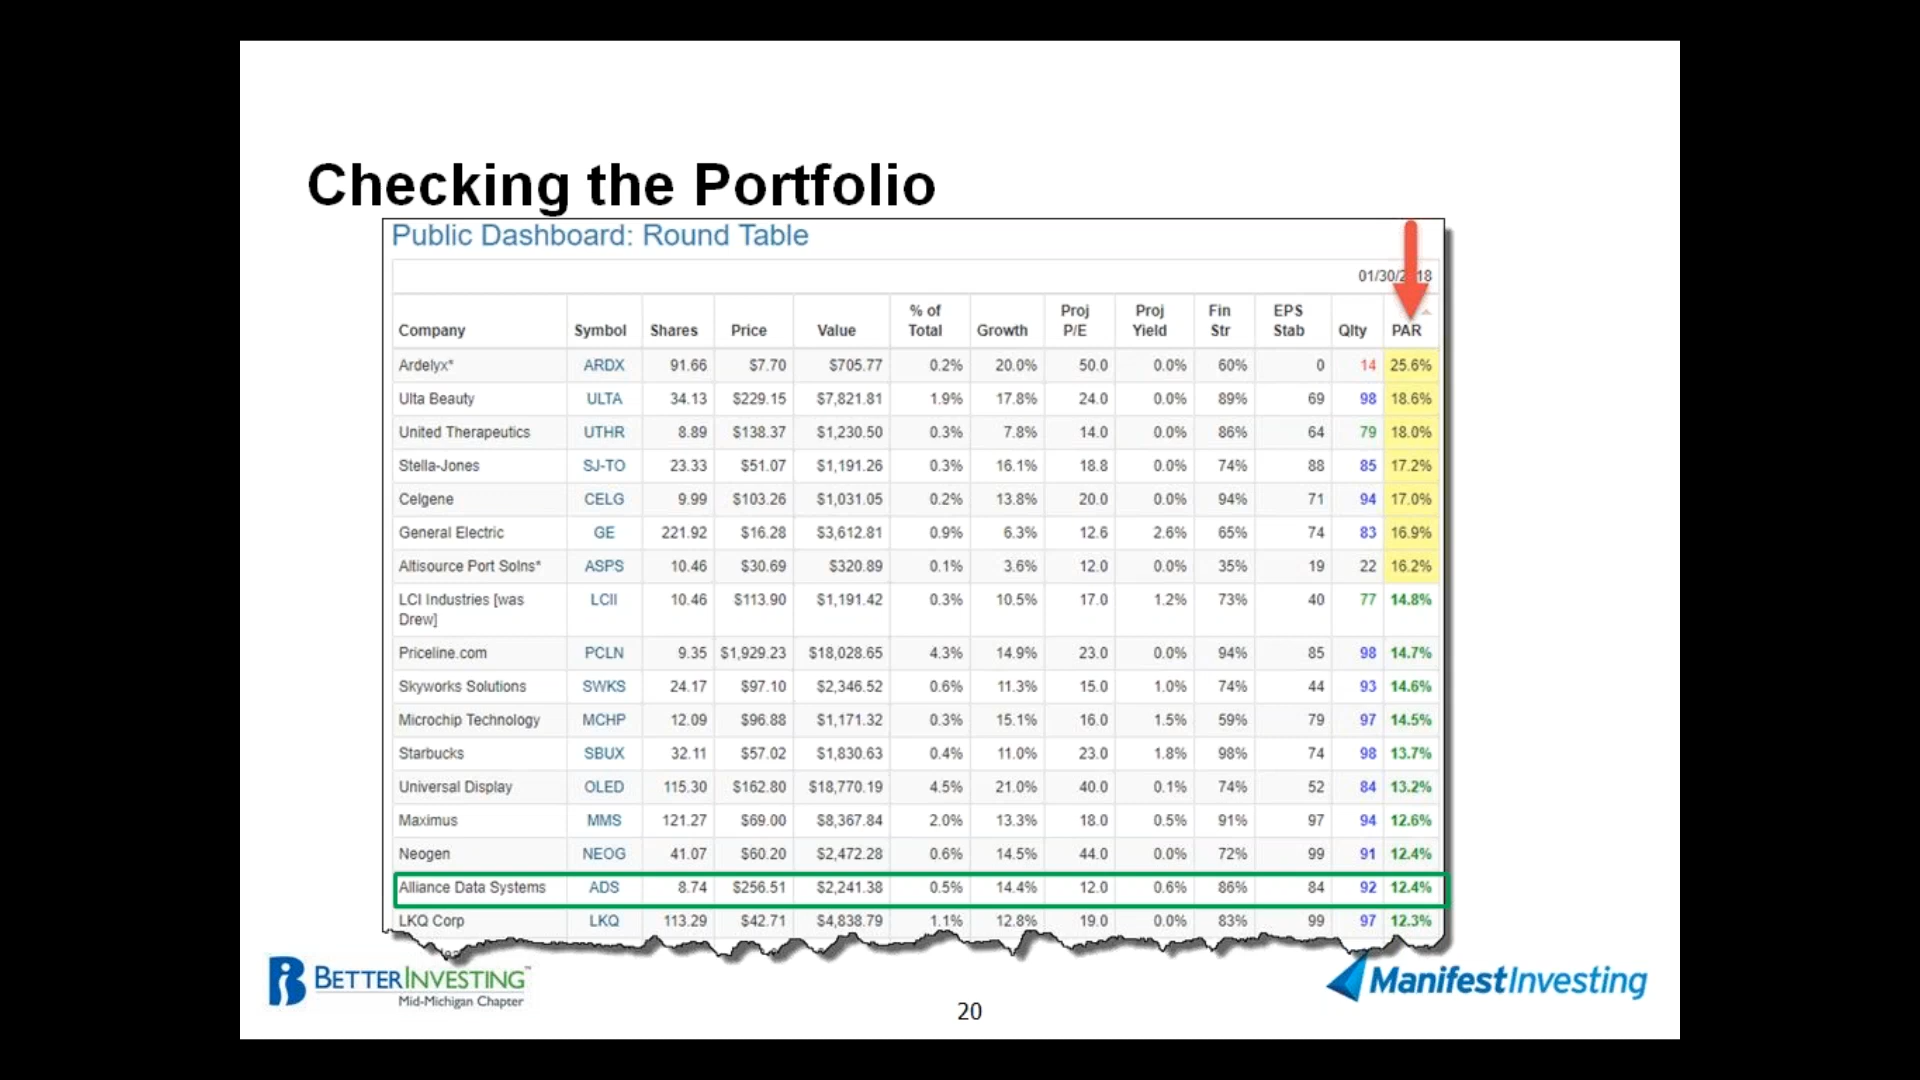 Checking the Portfolio
Public Dashboard: Round Table
01/30/2018
Company Symbol Shares Price Value % of Total Growth Proj P/E Proj Yield Fin Str EPS Stab Qlty PAR
Ardelyx* ARDX 91.66 $7.70 $705.77 0.2% 20.0% 50.0 0.0% 60% 0 14 25.6%
Ulta Beauty ULTA 34.13 $229.15 $7,821.81 1.9% 17.8% 24.0 0.0% 89% 69 98 18.6%
United Therapeutics UTHR 8.89 $138.37 $1,230.50 0.3% 7.8% 14.0 0.0% 86% 64 79 18.0%
Stella-Jones SJ-TO 23.33 $51.07 $1,191.26 0.3% 16.1% 18.8 0.0% 74% 88 85 17.2%
Celgene CELG 9.99 $103.26 $1,031.05 0.2% 13.8% 20.0 0.0% 94% 71 94 17.0%
General Electric GE 221.92 $16.28 $3,612.81 0.9% 6.3% 12.6 2.6% 65% 74 83 16.9%
Altisource Port Solns* ASPS 10.46 $30.69 $320.89 0.1% 3.6% 12.0 0.0% 35% 19 22 16.2%
LCI Industries [was Drew] LCII 10.46 $113.90 $1,191.42 0.3% 10.5% 17.0 1.2% 73% 40 77 14.8%
Priceline.com PCLN 9.35 $1,929.23 $18,028.65 4.3% 14.9% 23.0 0.0% 94% 85 98 14.7%
Skyworks Solutions SWKS 24.17 $97.10 $2,346.52 0.6% 11.3% 15.0 1.0% 74% 44 93 14.6%
Microchip Technology MCHP 12.09 $96.88 $1,171.32 0.3% 15.1% 16.0 1.5% 59% 79 97 14.5%
Starbucks SBUX 32.11 $57.02 $1,830.63 0.4% 11.0% 23.0 1.8% 98% 74 98 13.7%
Universal Display OLED 115.30 $162.80 $18,770.19 4.5% 21.0% 40.0 0.1% 74% 52 84 13.2%
Maximus MMS 121.27 $69.00 $8,367.84 2.0% 13.3% 18.0 0.5% 91% 97 94 12.6%
Neogen NEOG 41.07 $60.20 $2,472.28 0.6% 14.5% 44.0 0.0% 72% 99 91 12.4%
Alliance Data Systems ADS 8.74 $256.51 $2,241.38 0.5% 14.4% 12.0 0.6% 86% 84 92 12.4%
LKQ Corp LKQ 113.29 $42.71 $4,838.79 1.1% 12.8% 19.0 0.0% 83% 99 97 12.3%
BETTERINVESTING™
Mid-Michigan Chapter
ManifestInvesting
20